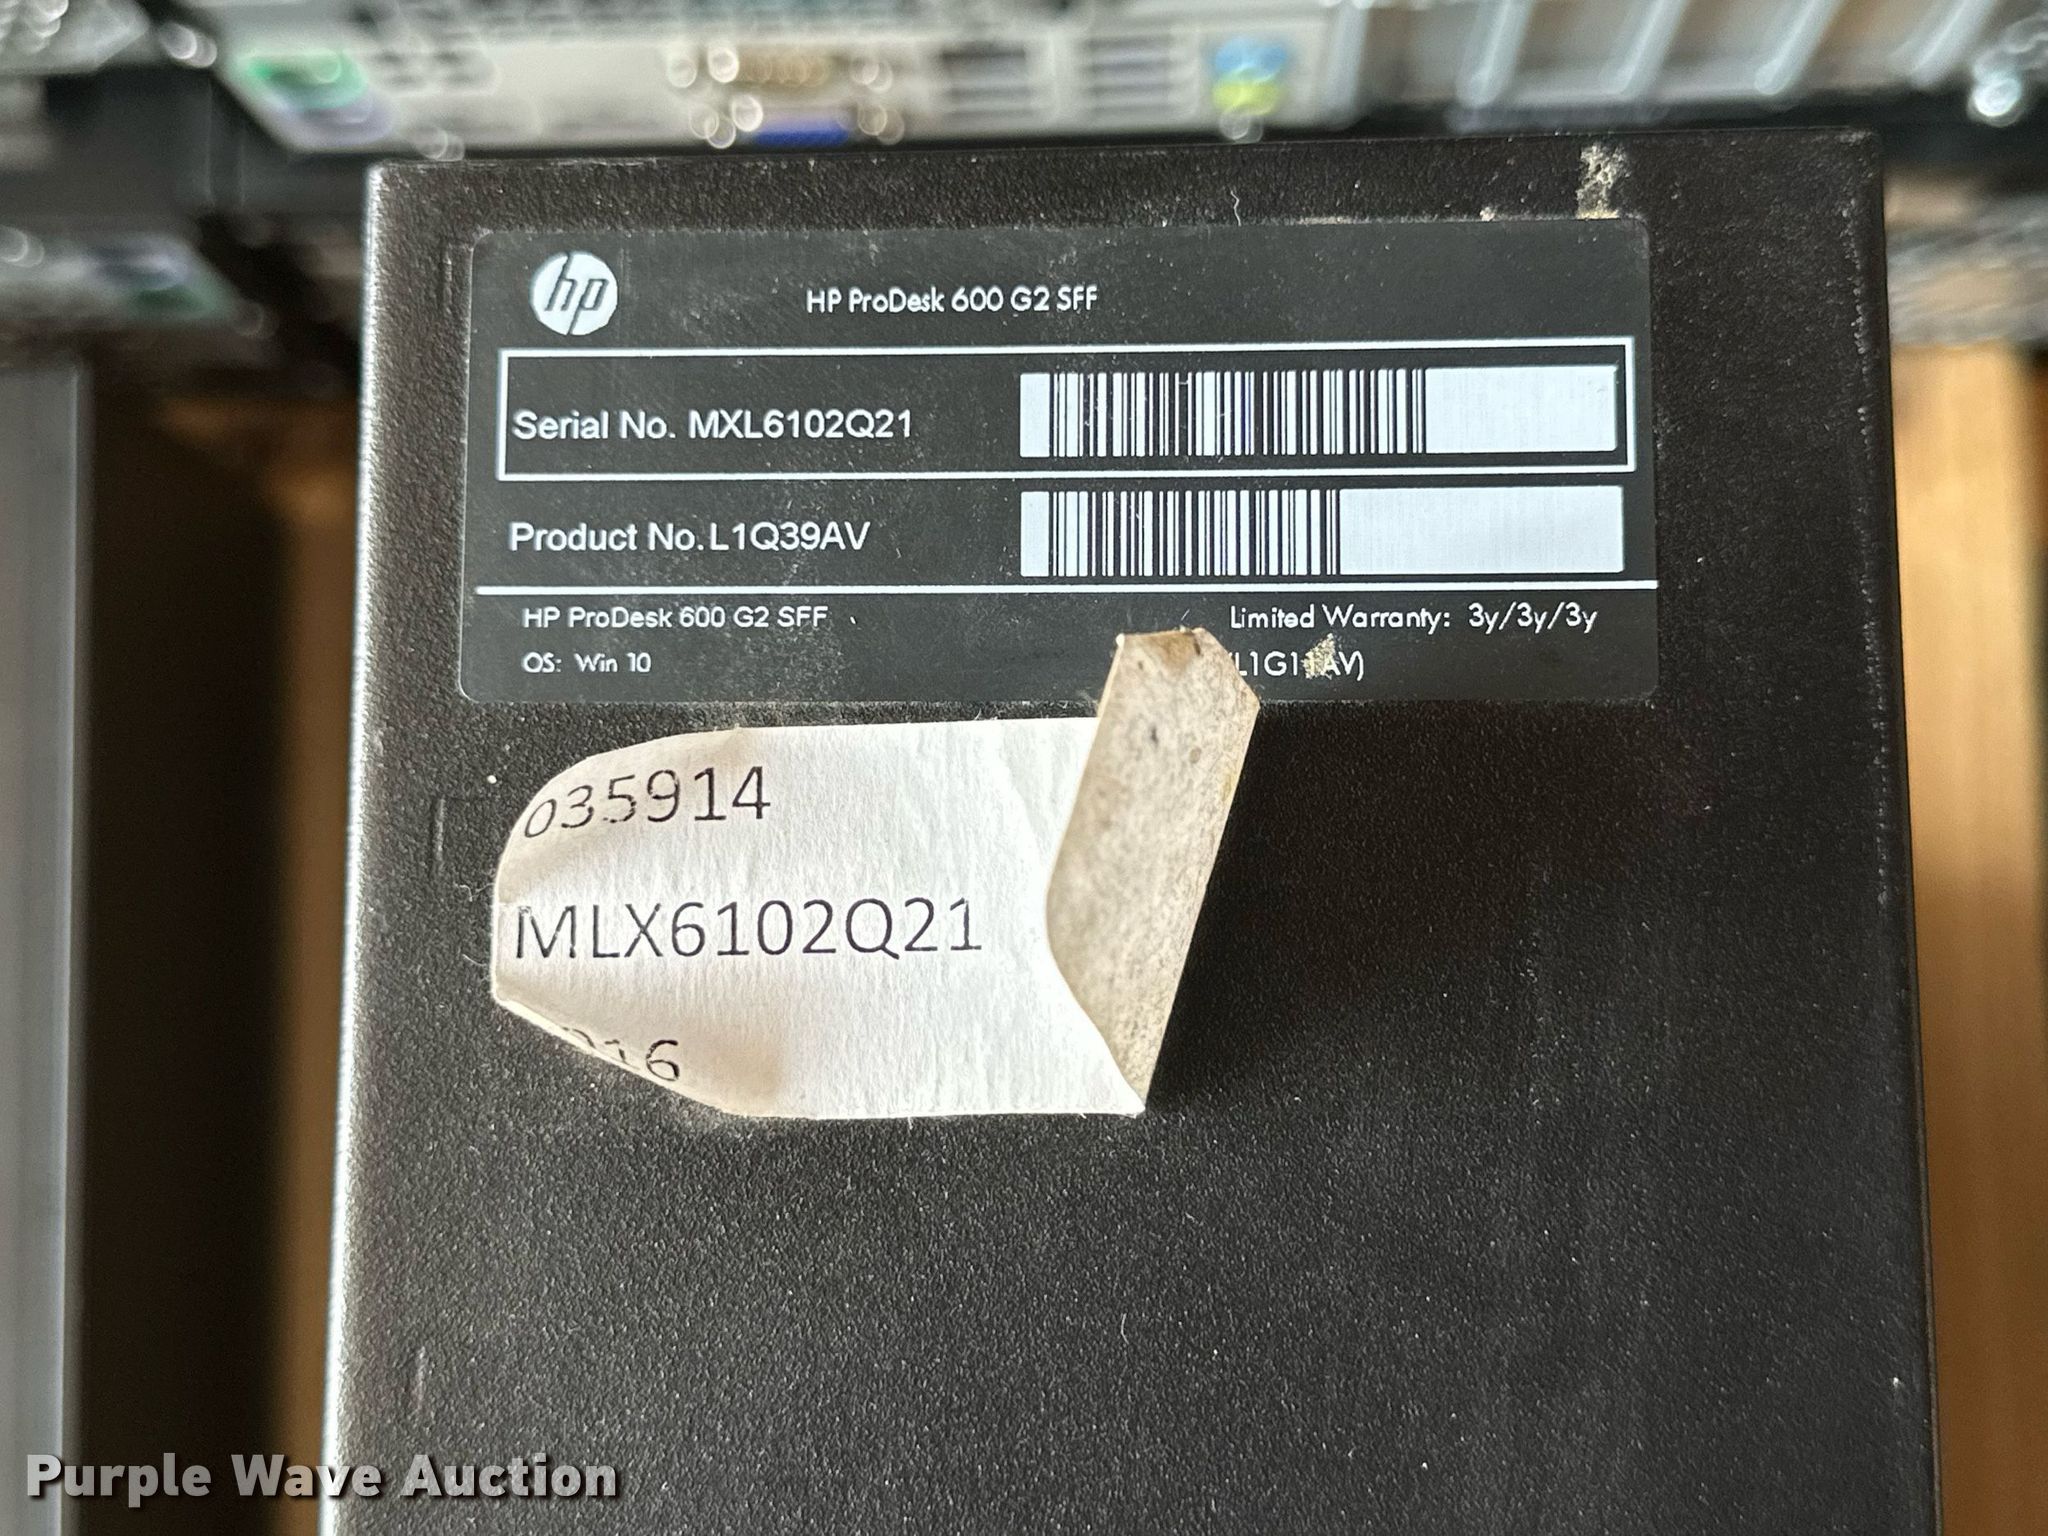 hp
HP ProDesk 600 G2 SFF
Serial No. MXL6102Q21
Product No. L1Q39AV
HP ProDesk 600 G2 SFF
Limited Warranty: 3y/3y/3y
OS: Win 10
035914
MLX6102Q21
Purple Wave Auction